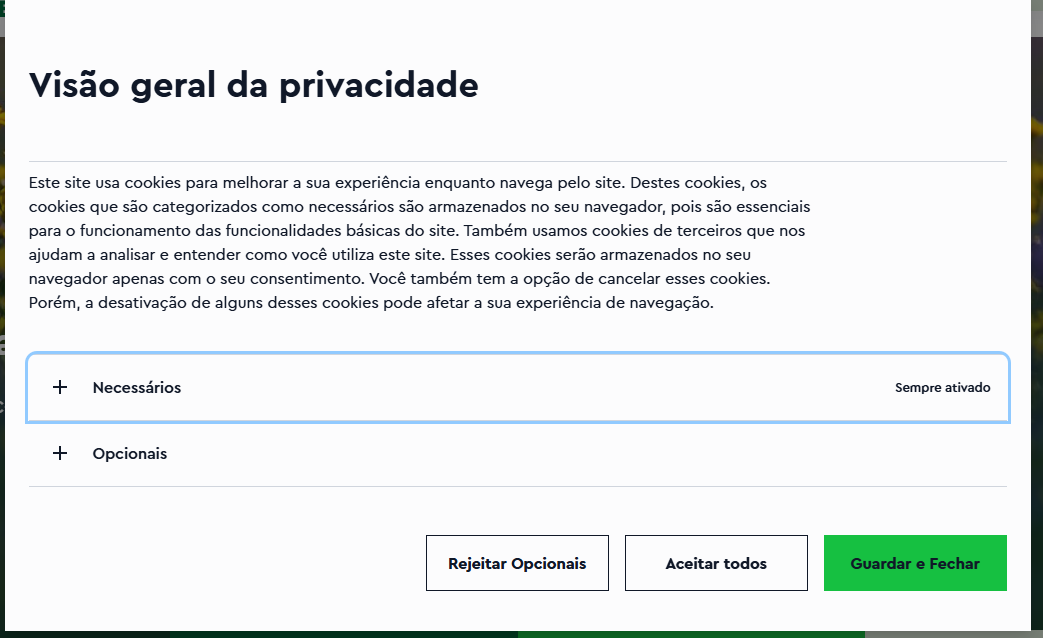 Visão geral da privacidade
Este site usa cookies para melhorar a sua experiência enquanto navega pelo site. Destes cookies, os
cookies que são categorizados como necessários são armazenados no seu navegador, pois são essenciais
para o funcionamento das funcionalidades básicas do site. Também usamos cookies de terceiros que nos
ajudam a analisar e entender como você utiliza este site. Esses cookies serão armazenados no seu
navegador apenas com o seu consentimento. Você também tem a opção de cancelar esses cookies.
Porém, a desativação de alguns desses cookies pode afetar a sua experiência de navegação.
Necessários Sempre ativado
Opcionais
Rejeitar Opcionais Aceitar todos Guardar e Fechar